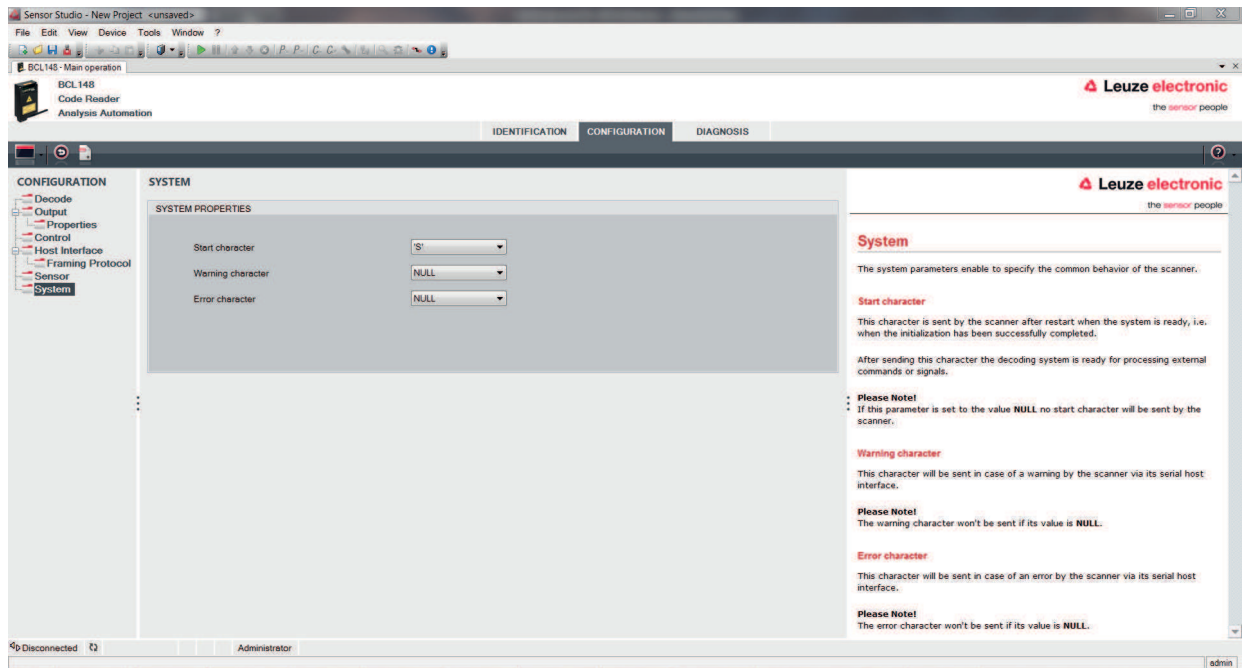 Sensor Studio - New Project <unsaved>
File Edit View Device Tools Window ?
BCL148 - Main operation
BCL148
Code Reader
Analysis Automation
Leuze electronic
the sensor people
IDENTIFICATION CONFIGURATION DIAGNOSIS
CONFIGURATION
Decode
Output
Properties
Control
Host Interface
Framing Protocol
Sensor
System
SYSTEM
SYSTEM PROPERTIES
Start character 'S'
Warning character NULL
Error character NULL
Leuze electronic
the sensor people
System
The system parameters enable to specify the common behavior of the scanner.
Start character
This character is sent by the scanner after restart when the system is ready, i.e.
when the initialization has been successfully completed.
After sending this character the decoding system is ready for processing external
commands or signals.
Please Note!
If this parameter is set to the value NULL no start character will be sent by the
scanner.
Warning character
This character will be sent in case of a warning by the scanner via its serial host
interface.
Please Note!
The warning character won't be sent if its value is NULL.
Error character
This character will be sent in case of an error by the scanner via its serial host
interface.
Please Note!
The error character won't be sent if its value is NULL.
Disconnected Administrator
admin